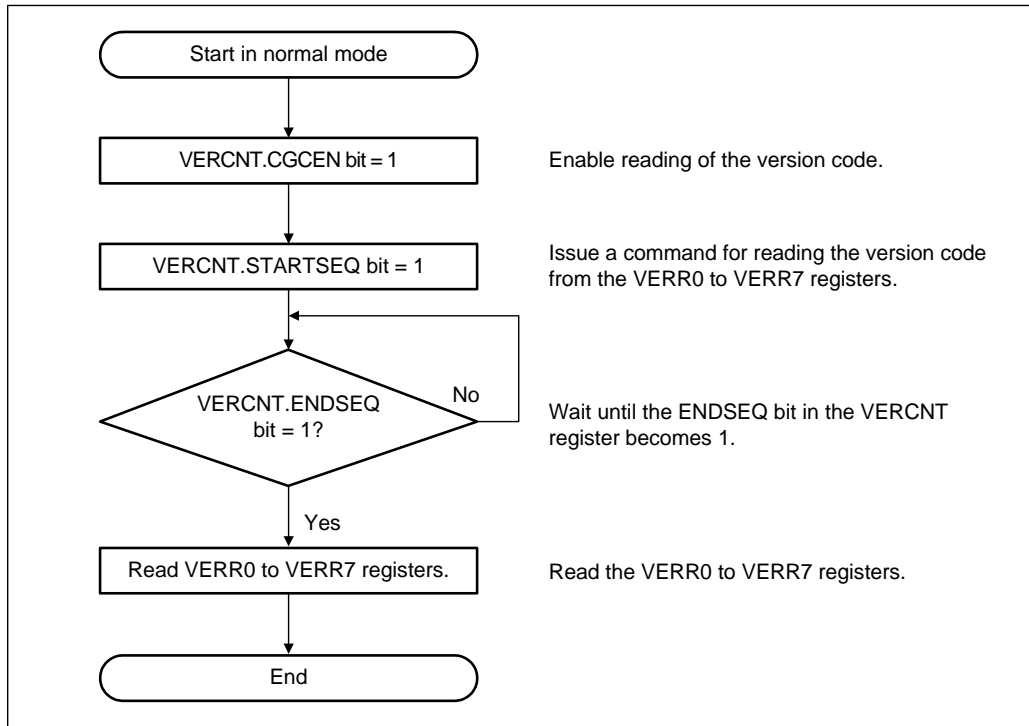 Start in normal mode
VERCNT.CGCEN bit = 1
Enable reading of the version code.
VERCNT.STARTSEQ bit = 1
Issue a command for reading the version code
from the VERR0 to VERR7 registers.
VERCNT.ENDSEQ
bit = 1?
No
Wait until the ENDSEQ bit in the VERCNT
register becomes 1.
Yes
Read VERR0 to VERR7 registers.
Read the VERR0 to VERR7 registers.
End